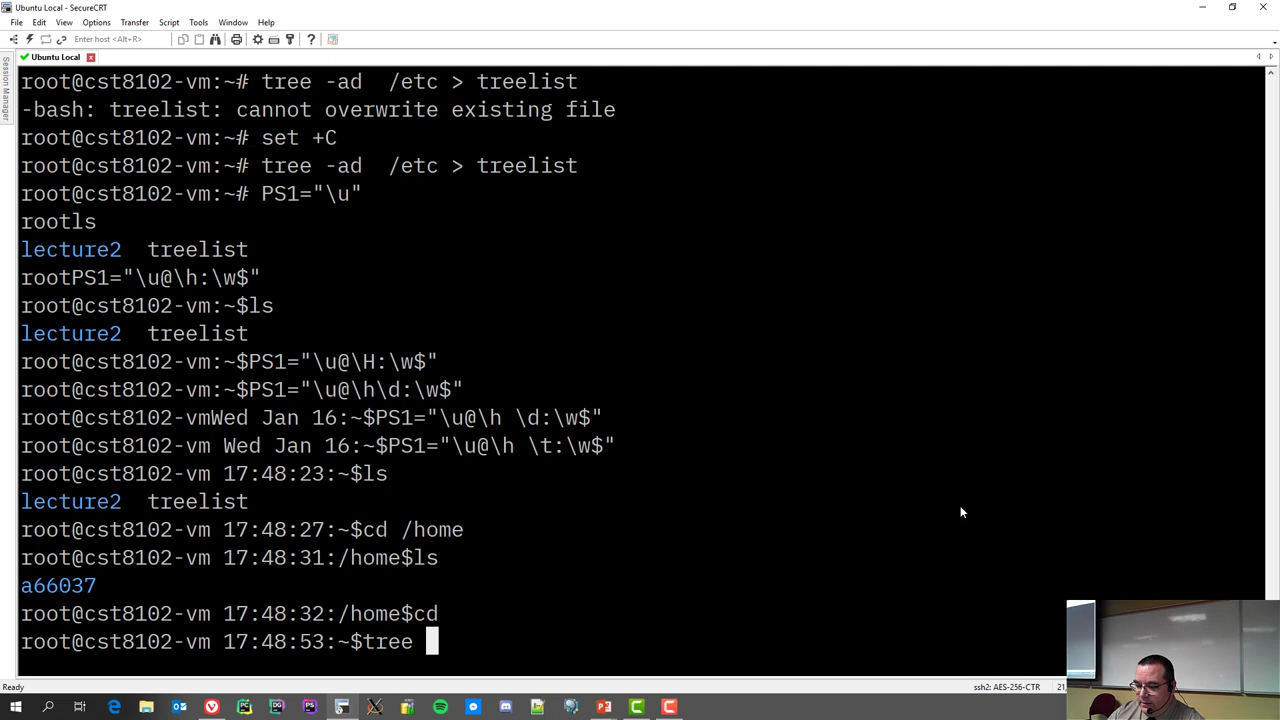 Ubuntu Local - SecureCRT
File Edit View Options Transfer Script Tools Window Help
Enter host <Alt+R>
Session Manager
Ubuntu Local
root@cst8102-vm:~# tree -ad  /etc > treelist
-bash: treelist: cannot overwrite existing file
root@cst8102-vm:~# set +C
root@cst8102-vm:~# tree -ad  /etc > treelist
root@cst8102-vm:~# PS1="\u"
rootls
lecture2  treelist
rootPS1="\u@\h:\w$"
root@cst8102-vm:~$ls
lecture2  treelist
root@cst8102-vm:~$PS1="\u@\H:\w$"
root@cst8102-vm:~$PS1="\u@\h\d:\w$"
root@cst8102-vmWed Jan 16:~$PS1="\u@\h \d:\w$"
root@cst8102-vm Wed Jan 16:~$PS1="\u@\h \t:\w$"
root@cst8102-vm 17:48:23:~$ls
lecture2  treelist
root@cst8102-vm 17:48:27:~$cd /home
root@cst8102-vm 17:48:31:/home$ls
a66037
root@cst8102-vm 17:48:32:/home$cd
root@cst8102-vm 17:48:53:~$tree
Ready
ssh2: AES-256-CTR
21,